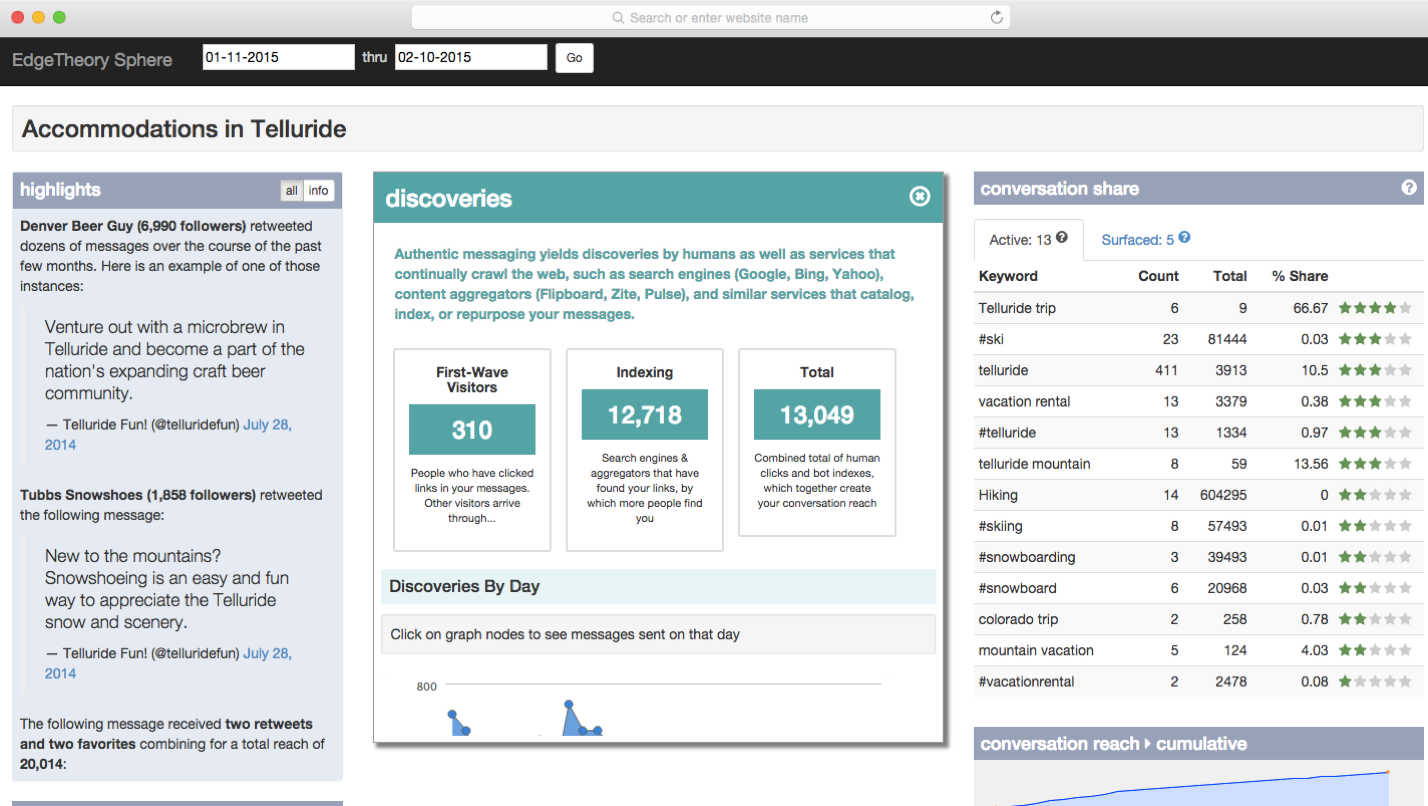 Search or enter website name
EdgeTheory Sphere
01-11-2015 thru 02-10-2015 Go
Accommodations in Telluride
highlights
all info
Denver Beer Guy (6,990 followers) retweeted
dozens of messages over the course of the past
few months. Here is an example of one of those
instances:
Venture out with a microbrew in
Telluride and become a part of the
nation's expanding craft beer
community.
— Telluride Fun! (@telluridefun) July 28,
2014
Tubbs Snowshoes (1,858 followers) retweeted
the following message:
New to the mountains?
Snowshoeing is an easy and fun
way to appreciate the Telluride
snow and scenery.
— Telluride Fun! (@telluridefun) July 28,
2014
The following message received two retweets
and two favorites combining for a total reach of
20,014:
discoveries
Authentic messaging yields discoveries by humans as well as services that
continually crawl the web, such as search engines (Google, Bing, Yahoo),
content aggregators (Flipboard, Zite, Pulse), and similar services that catalog,
index, or repurpose your messages.
First-Wave
Visitors
310
People who have clicked
links in your messages.
Other visitors arrive
through...
Indexing
12,718
Search engines &
aggregators that have
found your links, by
which more people find
you
Total
13,049
Combined total of human
clicks and bot indexes,
which together create
your conversation reach
Discoveries By Day
Click on graph nodes to see messages sent on that day
800
conversation share ?
Active: 13 ? Surfaced: 5 ?
Keyword Count Total % Share
Telluride trip 6 9 66.67
#ski 23 81444 0.03
telluride 411 3913 10.5
vacation rental 13 3379 0.38
#telluride 13 1334 0.97
telluride mountain 8 59 13.56
Hiking 14 604295 0
#skiing 8 57493 0.01
#snowboarding 3 39493 0.01
#snowboard 6 20968 0.03
colorado trip 2 258 0.78
mountain vacation 5 124 4.03
#vacationrental 2 2478 0.08
conversation reach cumulative